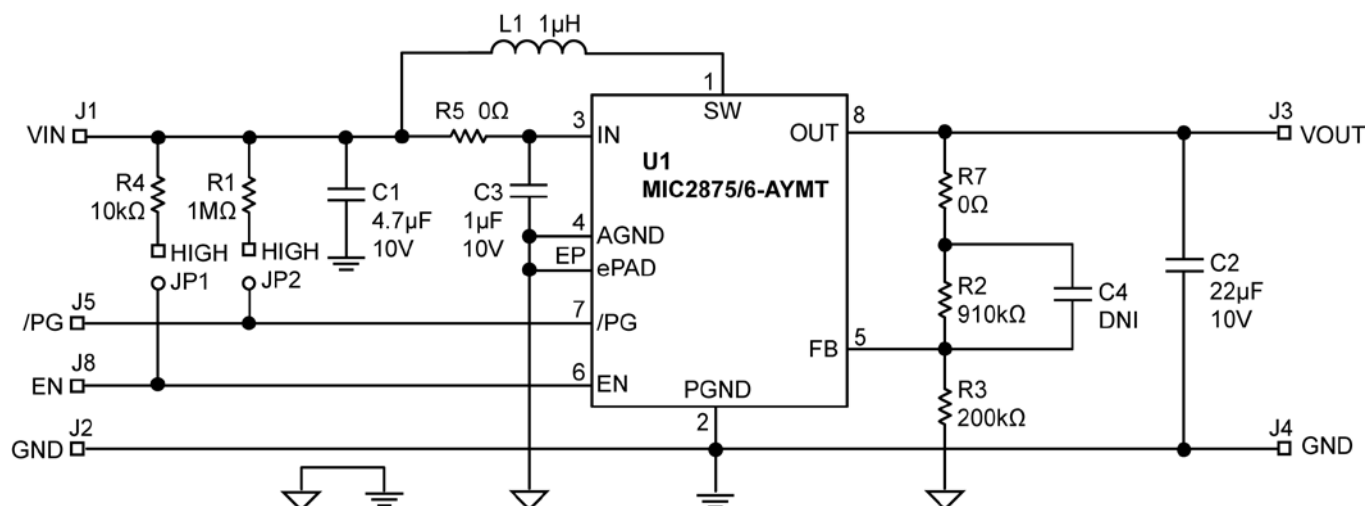 L1 1µH
1
SW
J1
VIN
R5 0Ω
3
IN
OUT
8
J3
VOUT
U1
MIC2875/6-AYMT
R4
10kΩ
R1
1MΩ
C1
4.7µF
10V
C3
1µF
10V
4
AGND
EP
ePAD
R7
0Ω
HIGH
JP1
HIGH
JP2
R2
910kΩ
C4
DNI
C2
22µF
10V
J5
/PG
7
/PG
FB
5
J8
EN
6
EN
PGND
2
R3
200kΩ
J2
GND
J4
GND